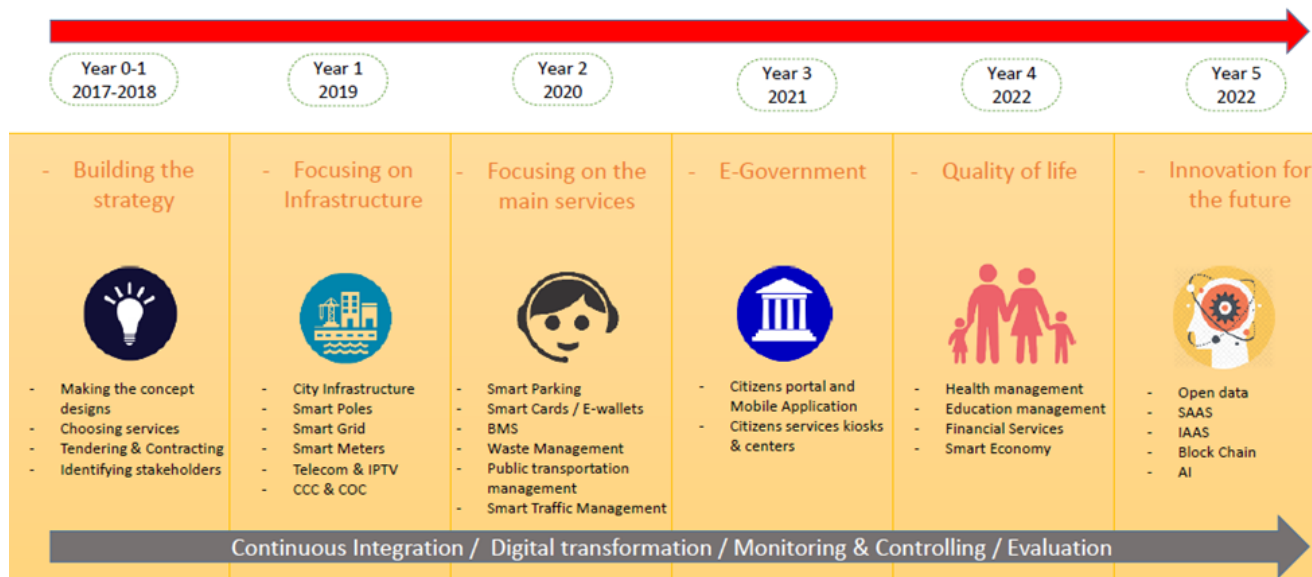 Year 0-1
2017-2018
Year 1
2019
Year 2
2020
Year 3
2021
Year 4
2022
Year 5
2022
- Building the
strategy
- Focusing on
Infrastructure
- Focusing on the
main services
- E-Government
- Quality of life
- Innovation for
the future
- Making the concept
designs
- Choosing services
- Tendering & Contracting
- Identifying stakeholders
- City Infrastructure
- Smart Poles
- Smart Grid
- Smart Meters
- Telecom & IPTV
- CCC & COC
- Smart Parking
- Smart Cards / E-wallets
- BMS
- Waste Management
- Public transportation
management
- Smart Traffic Management
- Citizens portal and
Mobile Application
- Citizens services kiosks
& centers
- Health management
- Education management
- Financial Services
- Smart Economy
- Open data
- SAAS
- IAAS
- Block Chain
- AI
Continuous Integration / Digital transformation / Monitoring & Controlling / Evaluation